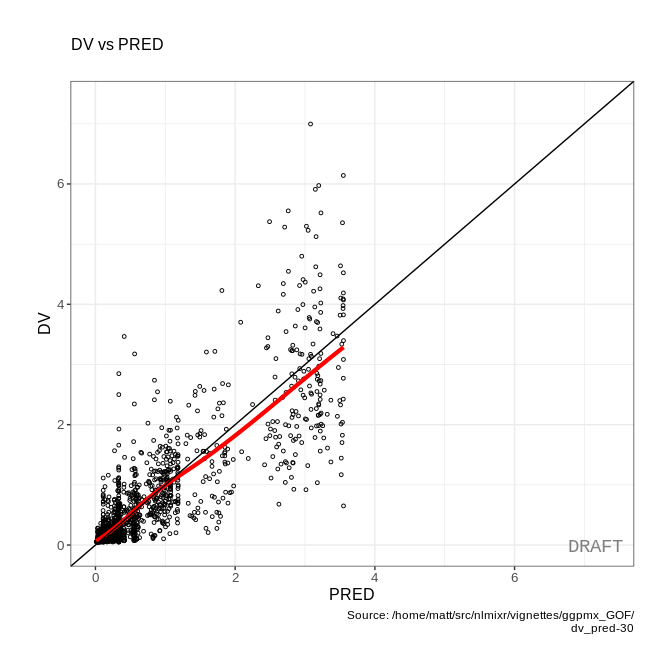 DV vs PRED
6
4
2
0
DV
DRAFT
0 2 4 6
PRED
Source: /home/matt/src/nlmixr/vignettes/ggpmx_GOF/
dv_pred-30